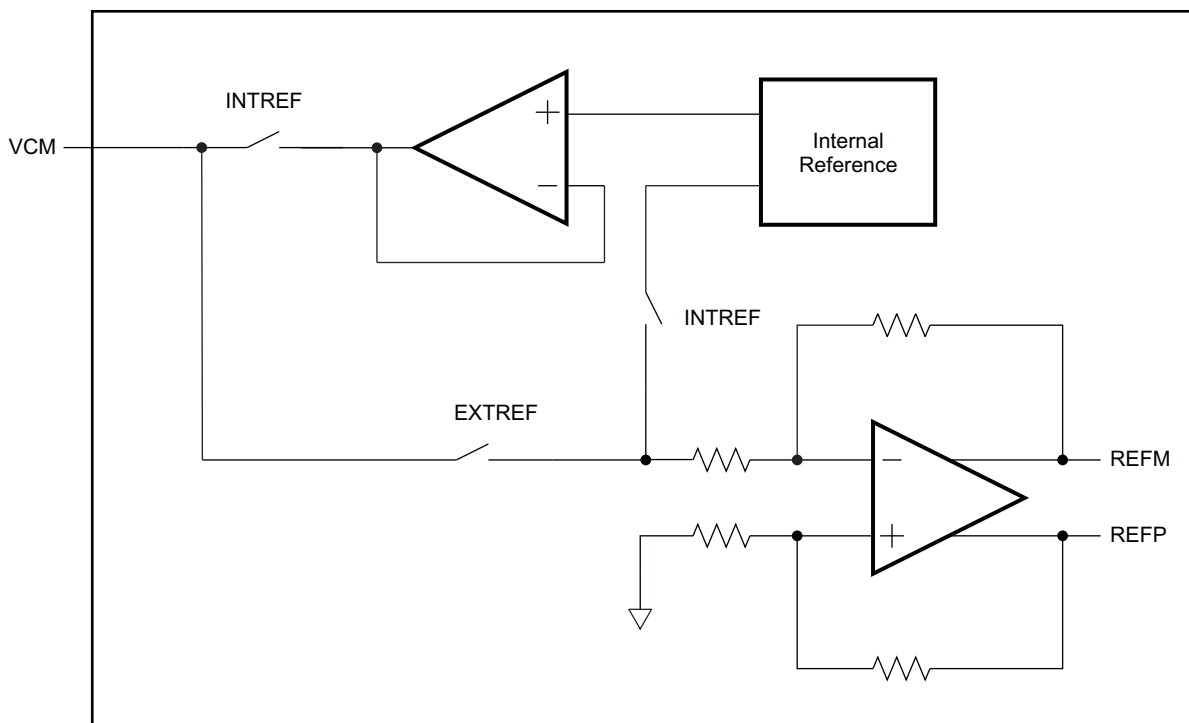 INTREF
VCM
+
−
Internal
Reference
INTREF
EXTREF
−
+
REFM
REFP